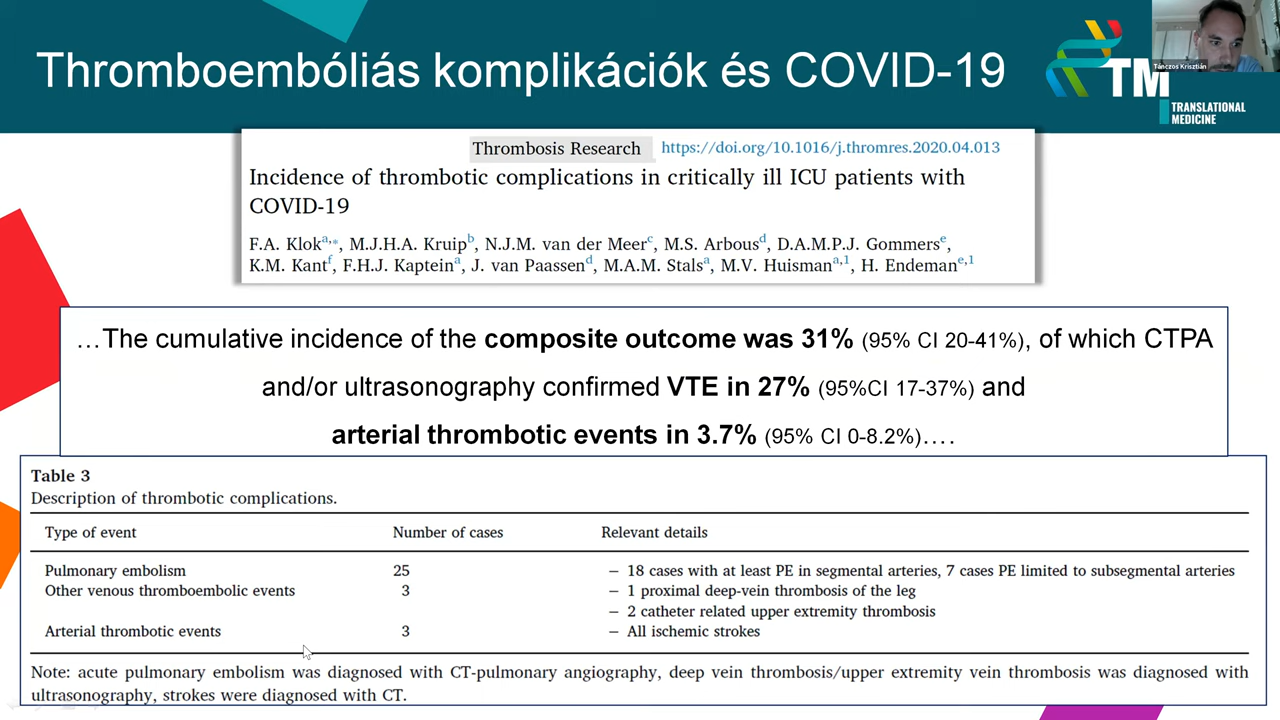 Thromboembóliás komplikációk és COVID-19
Tánczos Krisztián
TM
TRANSLATIONAL
MEDICINE
Thrombosis Research https://doi.org/10.1016/j.thromres.2020.04.013
Incidence of thrombotic complications in critically ill ICU patients with
COVID-19
F.A. Klok a,*, M.J.H.A. Kruip b, N.J.M. van der Meer c, M.S. Arbous d, D.A.M.P.J. Gommers e,
K.M. Kant f, F.H.J. Kaptein a, J. van Paassen d, M.A.M. Stals a, M.V. Huisman a,1, H. Endeman e,1
…The cumulative incidence of the composite outcome was 31% (95% CI 20-41%), of which CTPA
and/or ultrasonography confirmed VTE in 27% (95%CI 17-37%) and
arterial thrombotic events in 3.7% (95% CI 0-8.2%)….
Table 3
Description of thrombotic complications.
Type of event Number of cases Relevant details
Pulmonary embolism 25 – 18 cases with at least PE in segmental arteries, 7 cases PE limited to subsegmental arteries
Other venous thromboembolic events 3 – 1 proximal deep-vein thrombosis of the leg
– 2 catheter related upper extremity thrombosis
Arterial thrombotic events 3 – All ischemic strokes
Note: acute pulmonary embolism was diagnosed with CT-pulmonary angiography, deep vein thrombosis/upper extremity vein thrombosis was diagnosed with
ultrasonography, strokes were diagnosed with CT.